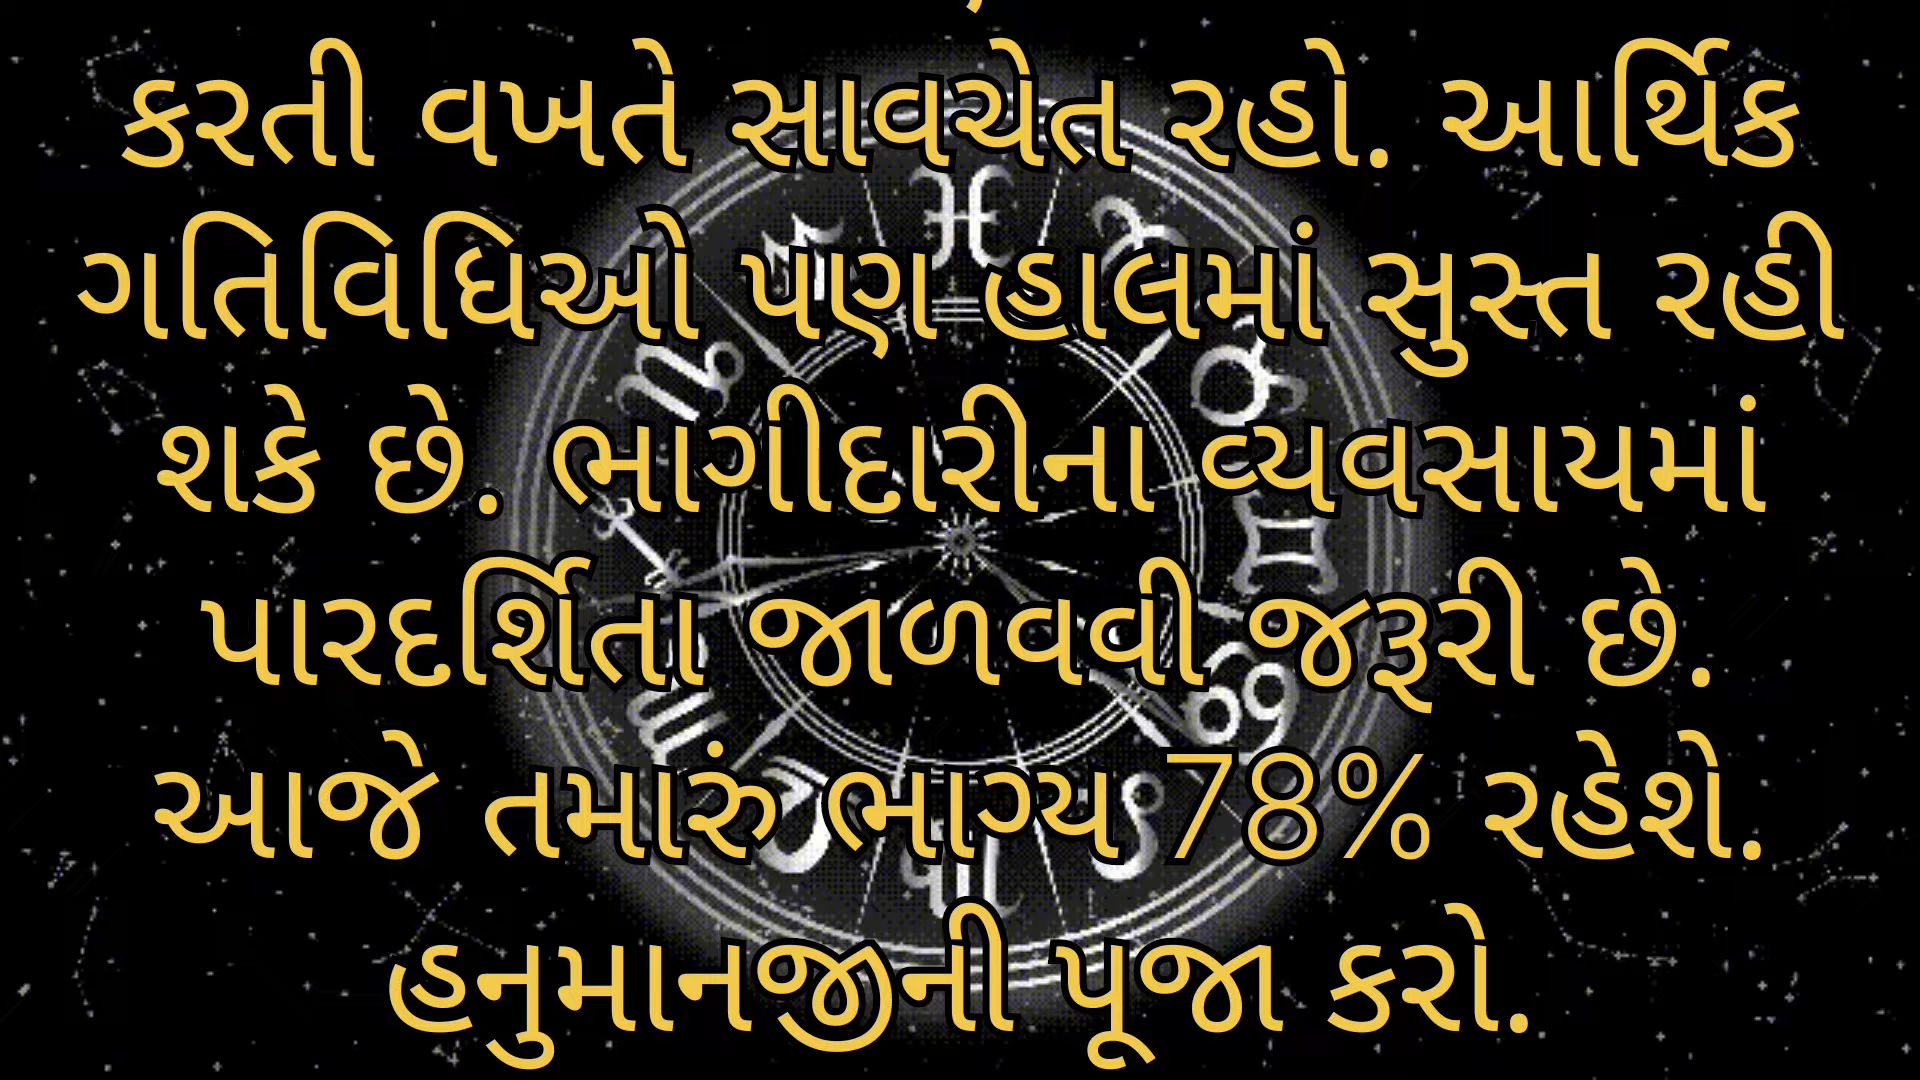 કરતી વખતે સાવચેત રહો. આર્થિક
ગતિવિધિઓ પણ હાલમાં સુસ્ત રહી
શકે છે. ભાગીદારીના વ્યવસાયમાં
પારદર્શિતા જાળવવી જરૂરી છે.
આજે તમારું ભાગ્ય 78% રહેશે.
હનુમાનજીની પૂજા કરો.